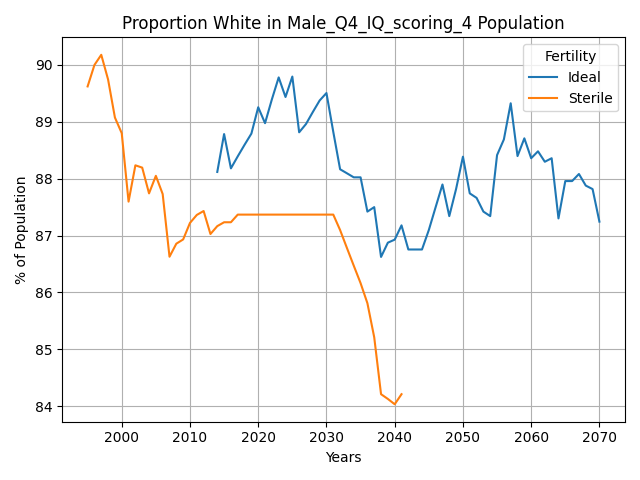 Proportion White in Male_Q4_IQ_scoring_4 Population
Fertility
Ideal
Sterile
% of Population
90
89
88
87
86
85
84
2000 2010 2020 2030 2040 2050 2060 2070
Years